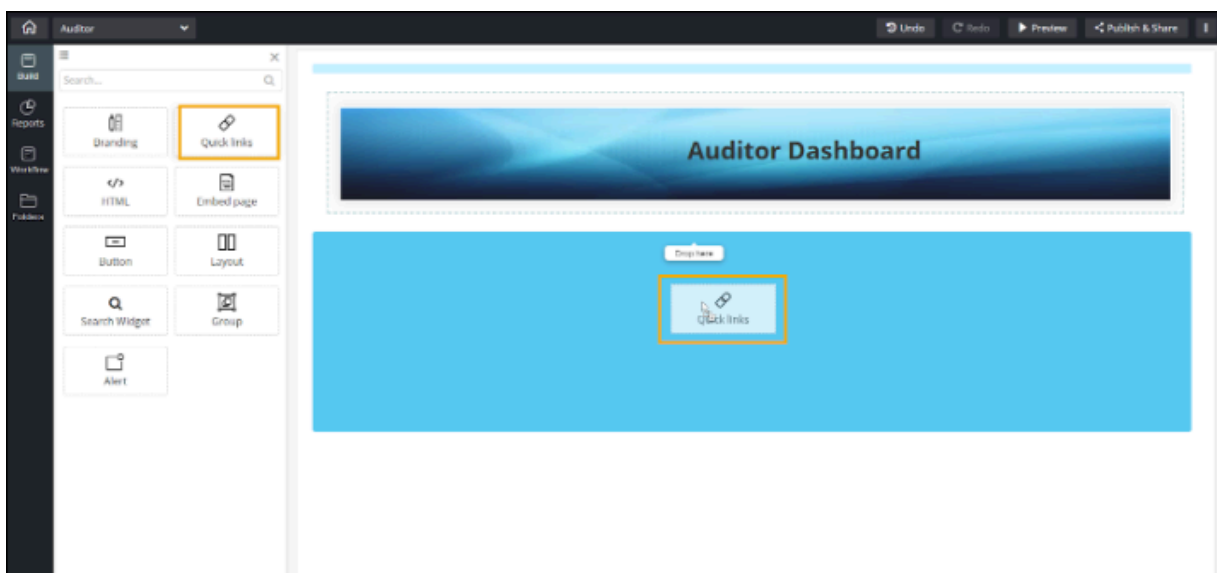 Auditor
Undo
Redo
Preview
Publish & Share
Build
Reports
Workflow
Folders
Search...
Branding
Quick links
HTML
Embed page
Button
Layout
Search Widget
Group
Alert
Auditor Dashboard
Drop here
Quick links